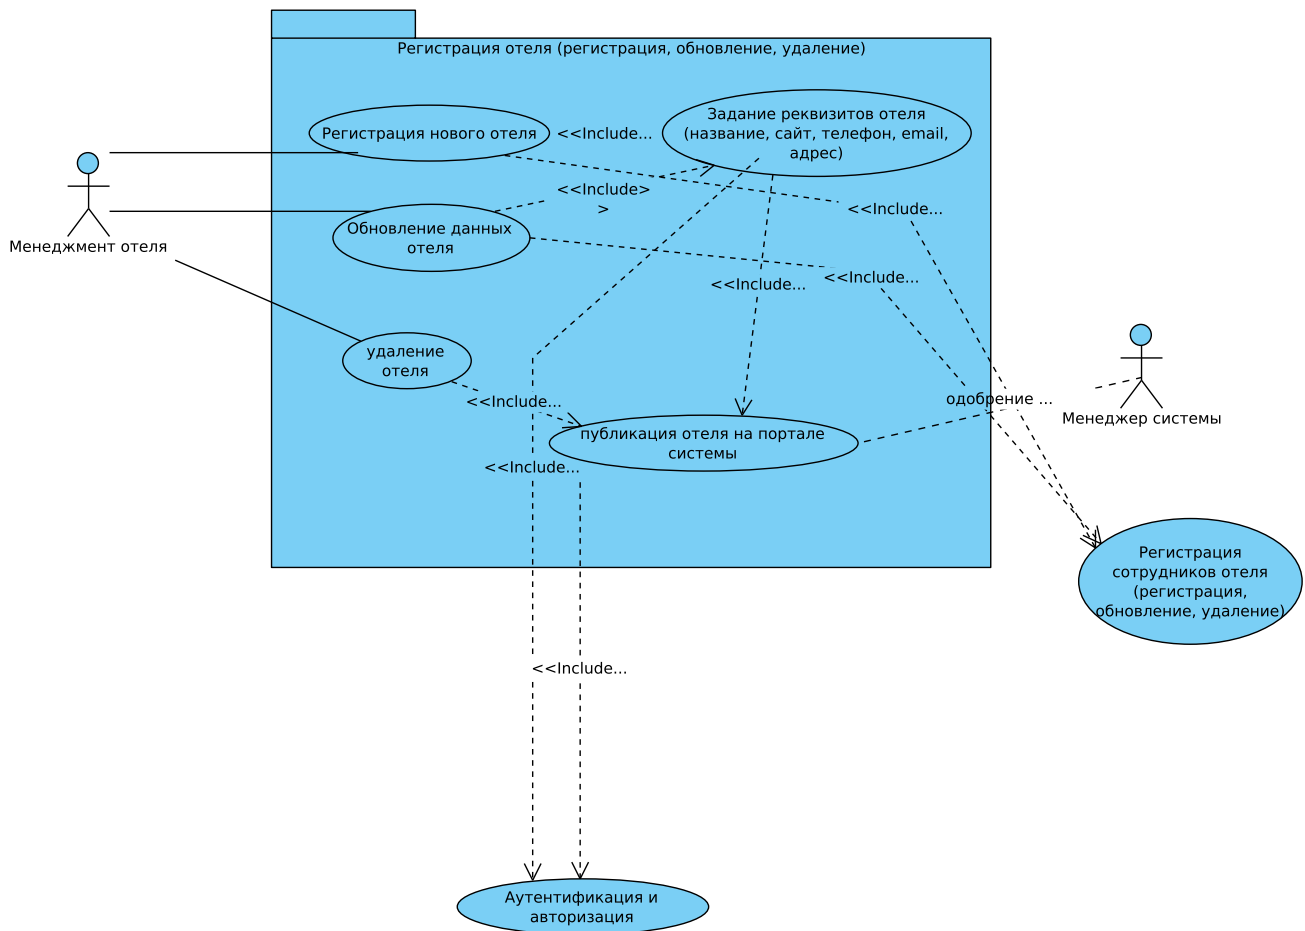 Регистрация отеля (регистрация, обновление, удаление)
Регистрация нового отеля
<<Include...
Задание реквизитов отеля
(название, сайт, телефон, email,
адрес)
<<Include>
>
<<Include...
Менеджмент отеля
Обновление данных
отеля
<<Include...
<<Include...
удаление
отеля
<<Include...
одобрение ...
Менеджер системы
публикация отеля на портале
системы
<<Include...
Регистрация
сотрудников отеля
(регистрация,
обновление, удаление)
<<Include...
Аутентификация и
авторизация